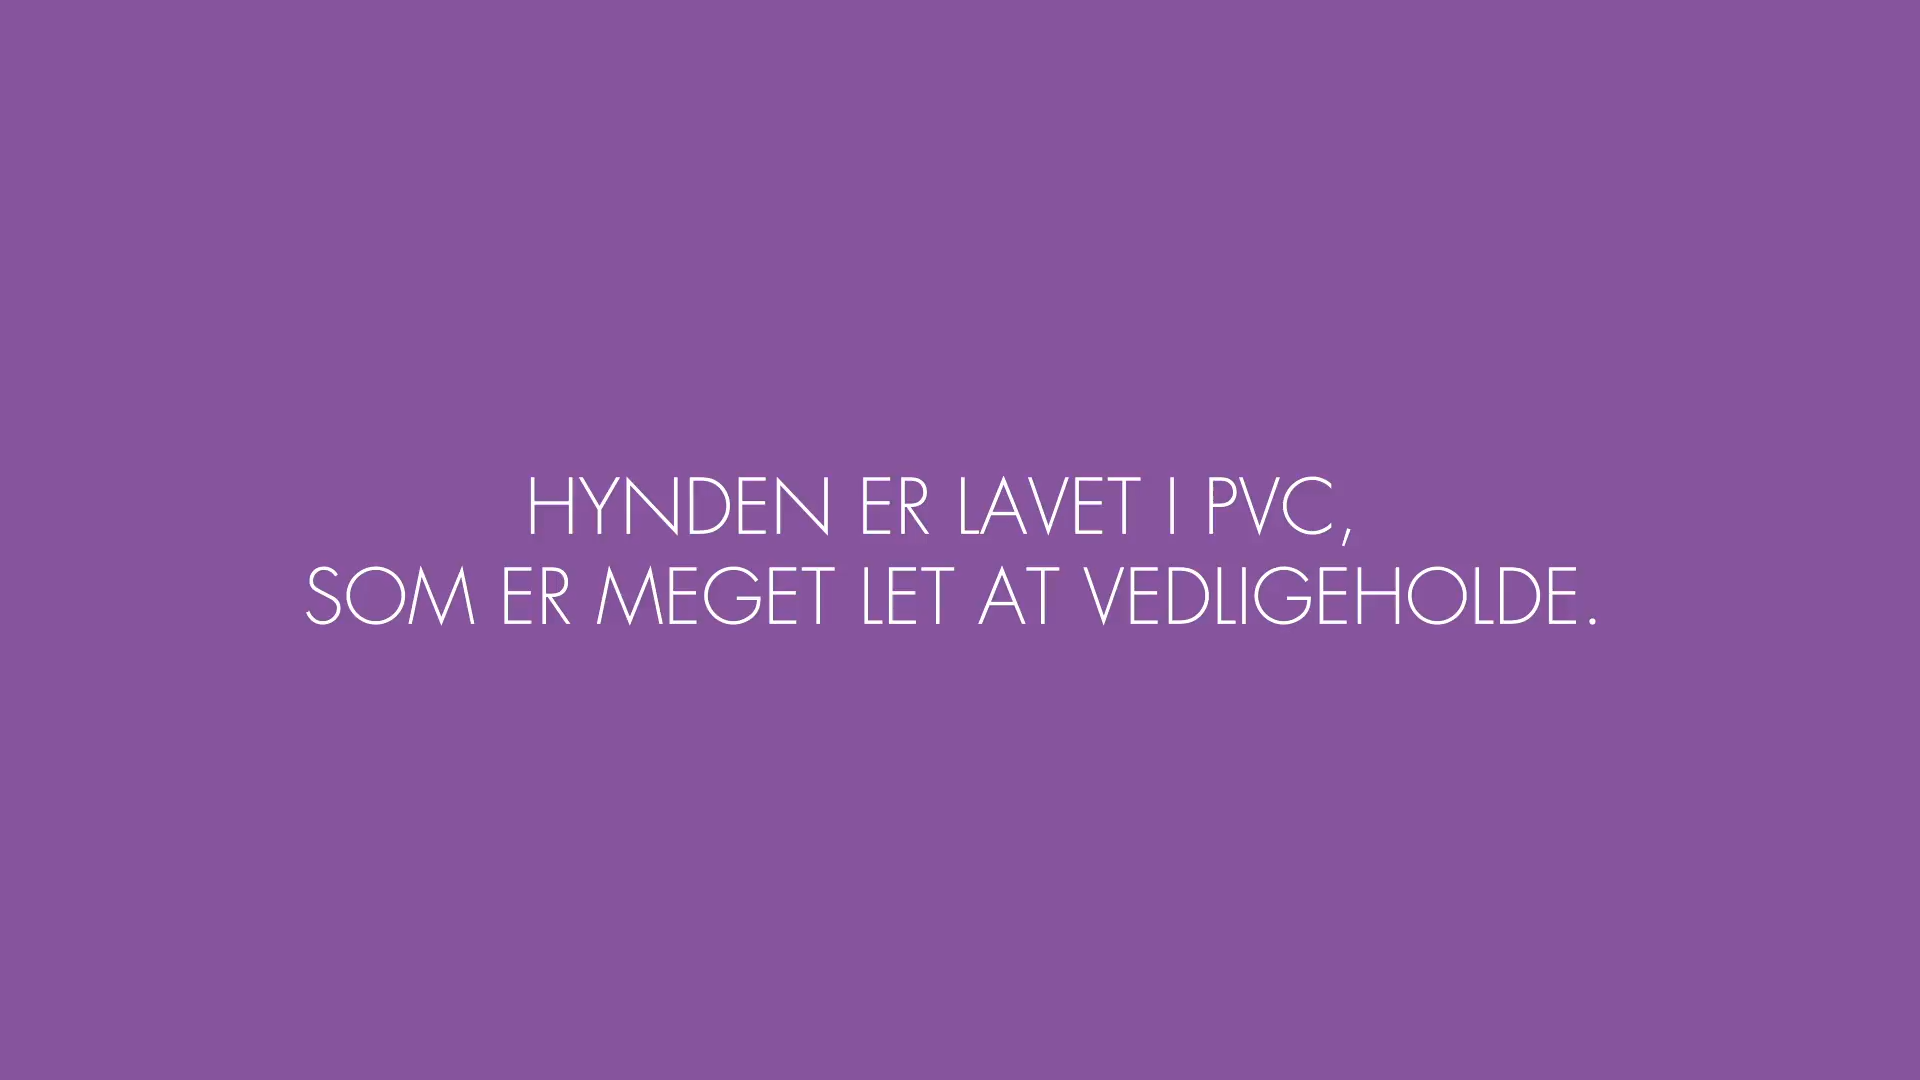 HYNDEN ER LAVET I PVC,
SOM ER MEGET LET AT VEDLIGEHOLDE.